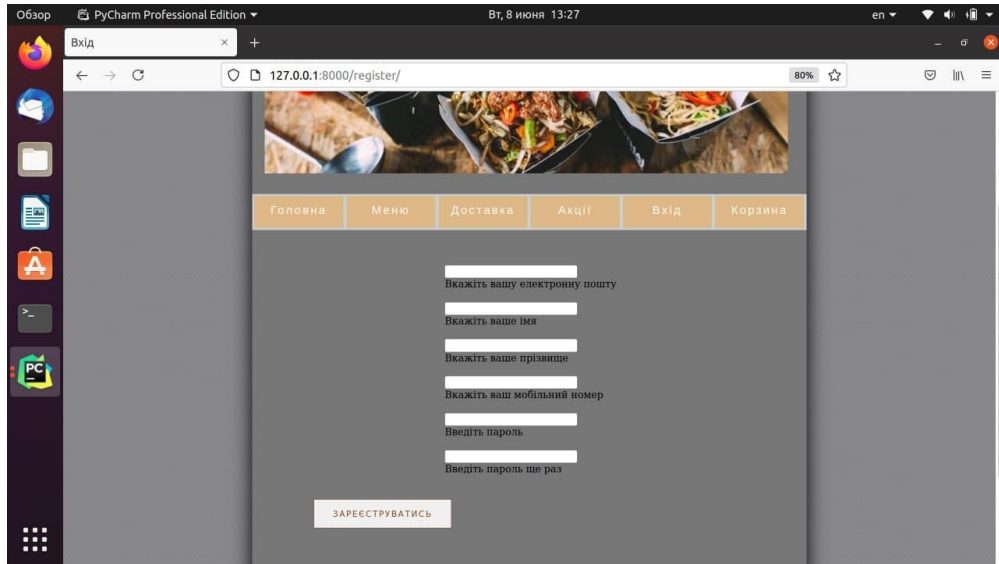 Обзор PyCharm Professional Edition Вт, 8 июня 13:27 en
Вхід
127.0.0.1:8000/register/ 80%
Головна Меню Доставка Акції Вхід Корзина
Вкажіть вашу електронну пошту
Вкажіть ваше імя
Вкажіть ваше прізвище
Вкажіть ваш мобільний номер
Введіть пароль
Введіть пароль ще раз
ЗАРЕЄСТРУВАТИСЬ
PC